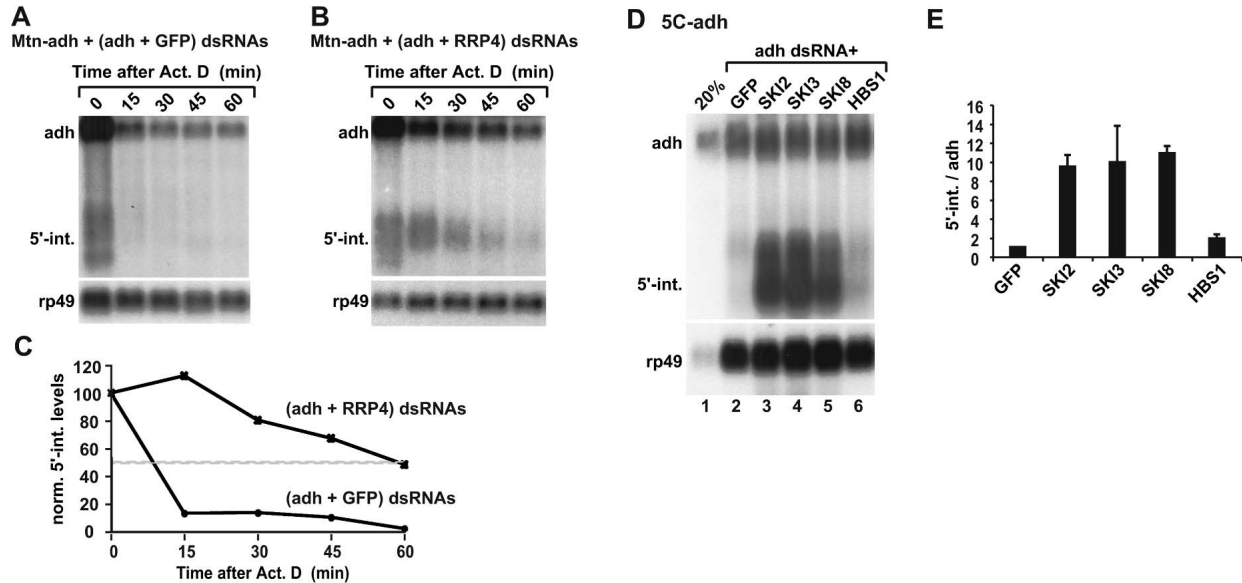 A
Mtn-adh + (adh + GFP) dsRNAs
Time after Act. D (min)
0 15 30 45 60
adh
5'-int.
rp49
B
Mtn-adh + (adh + RRP4) dsRNAs
Time after Act. D (min)
0 15 30 45 60
adh
5'-int.
rp49
C
norm. 5'-int. levels
120
100
80
60
40
20
0
(adh + RRP4) dsRNAs
(adh + GFP) dsRNAs
0 15 30 45 60
Time after Act. D (min)
D 5C-adh
adh dsRNA+
20% GFP SKI2 SKI3 SKI8 HBS1
adh
5'-int.
rp49
1 2 3 4 5 6
E
5'-int. / adh
16
14
12
10
8
6
4
2
0
GFP SKI2 SKI3 SKI8 HBS1